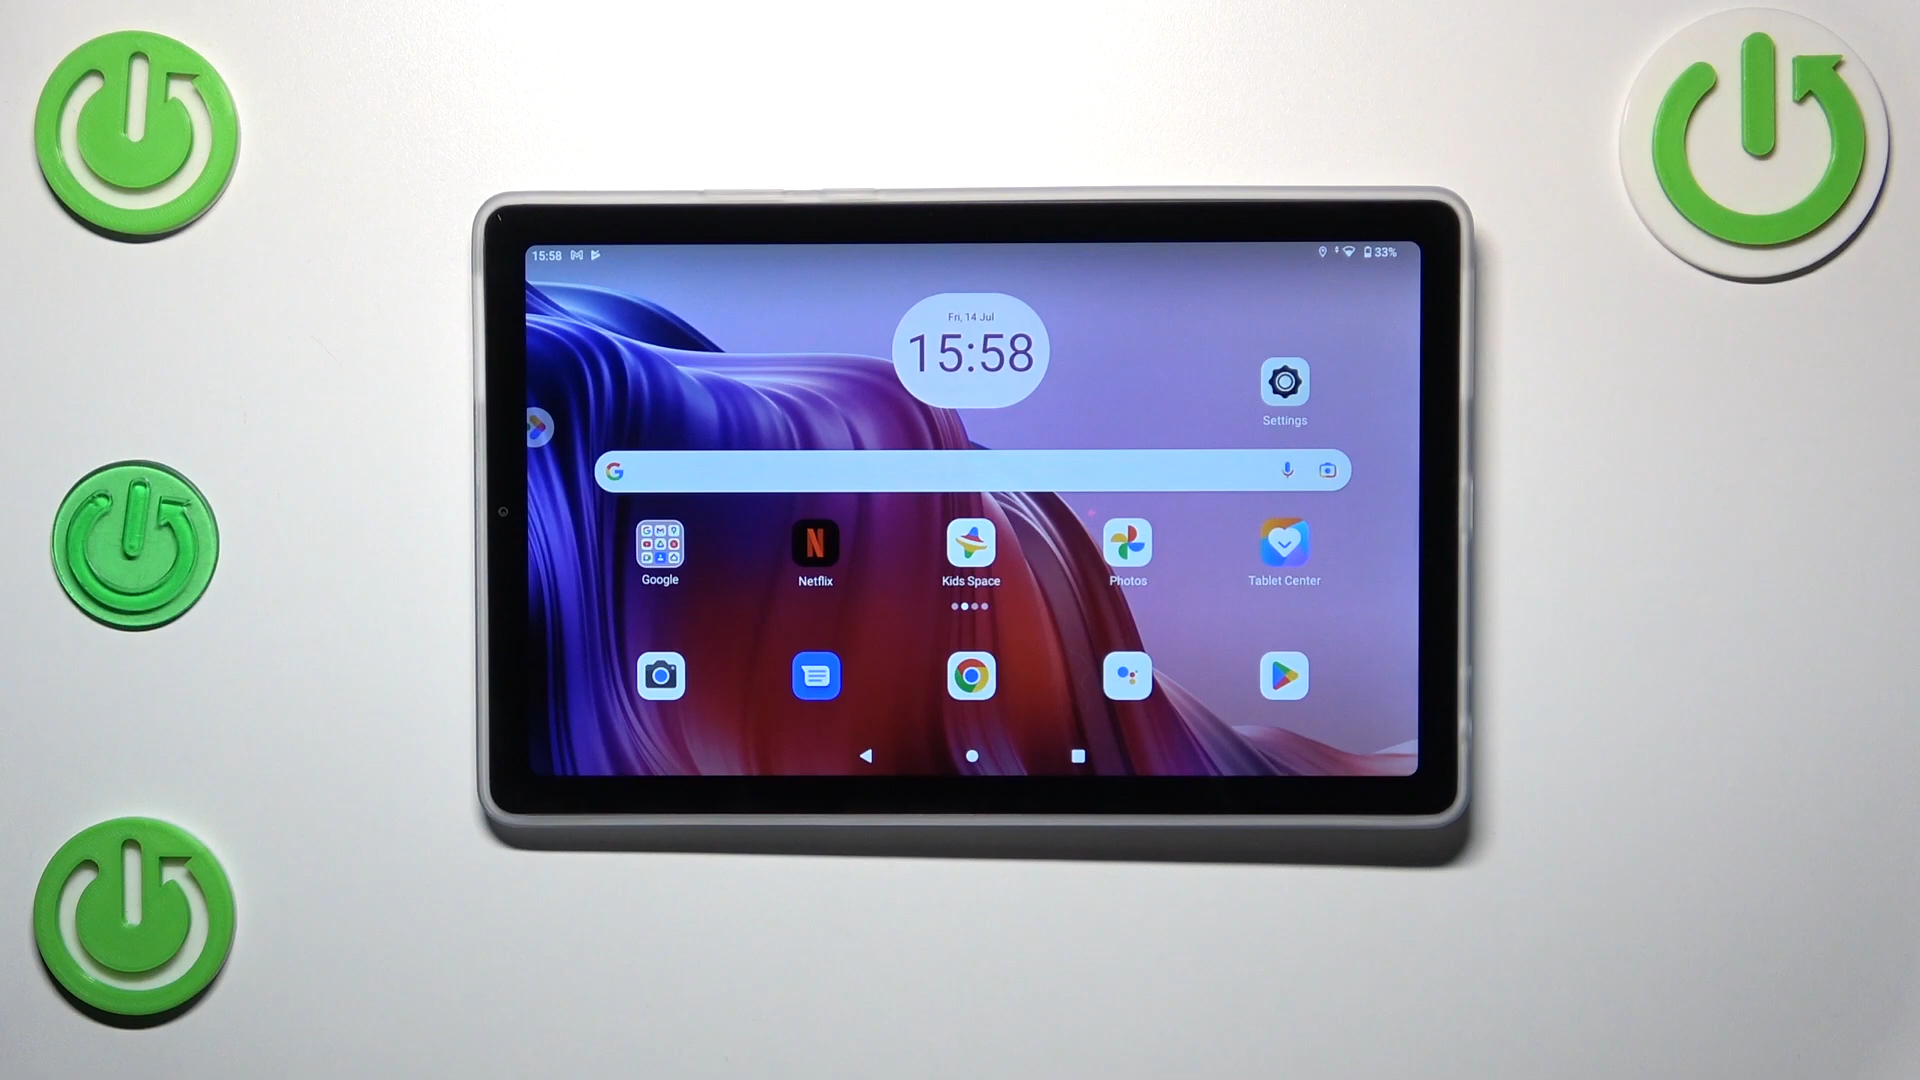 15:58
33%
Fri, 14 Jul
15:58
Settings
Google
Netflix
Kids Space
Photos
Tablet Center